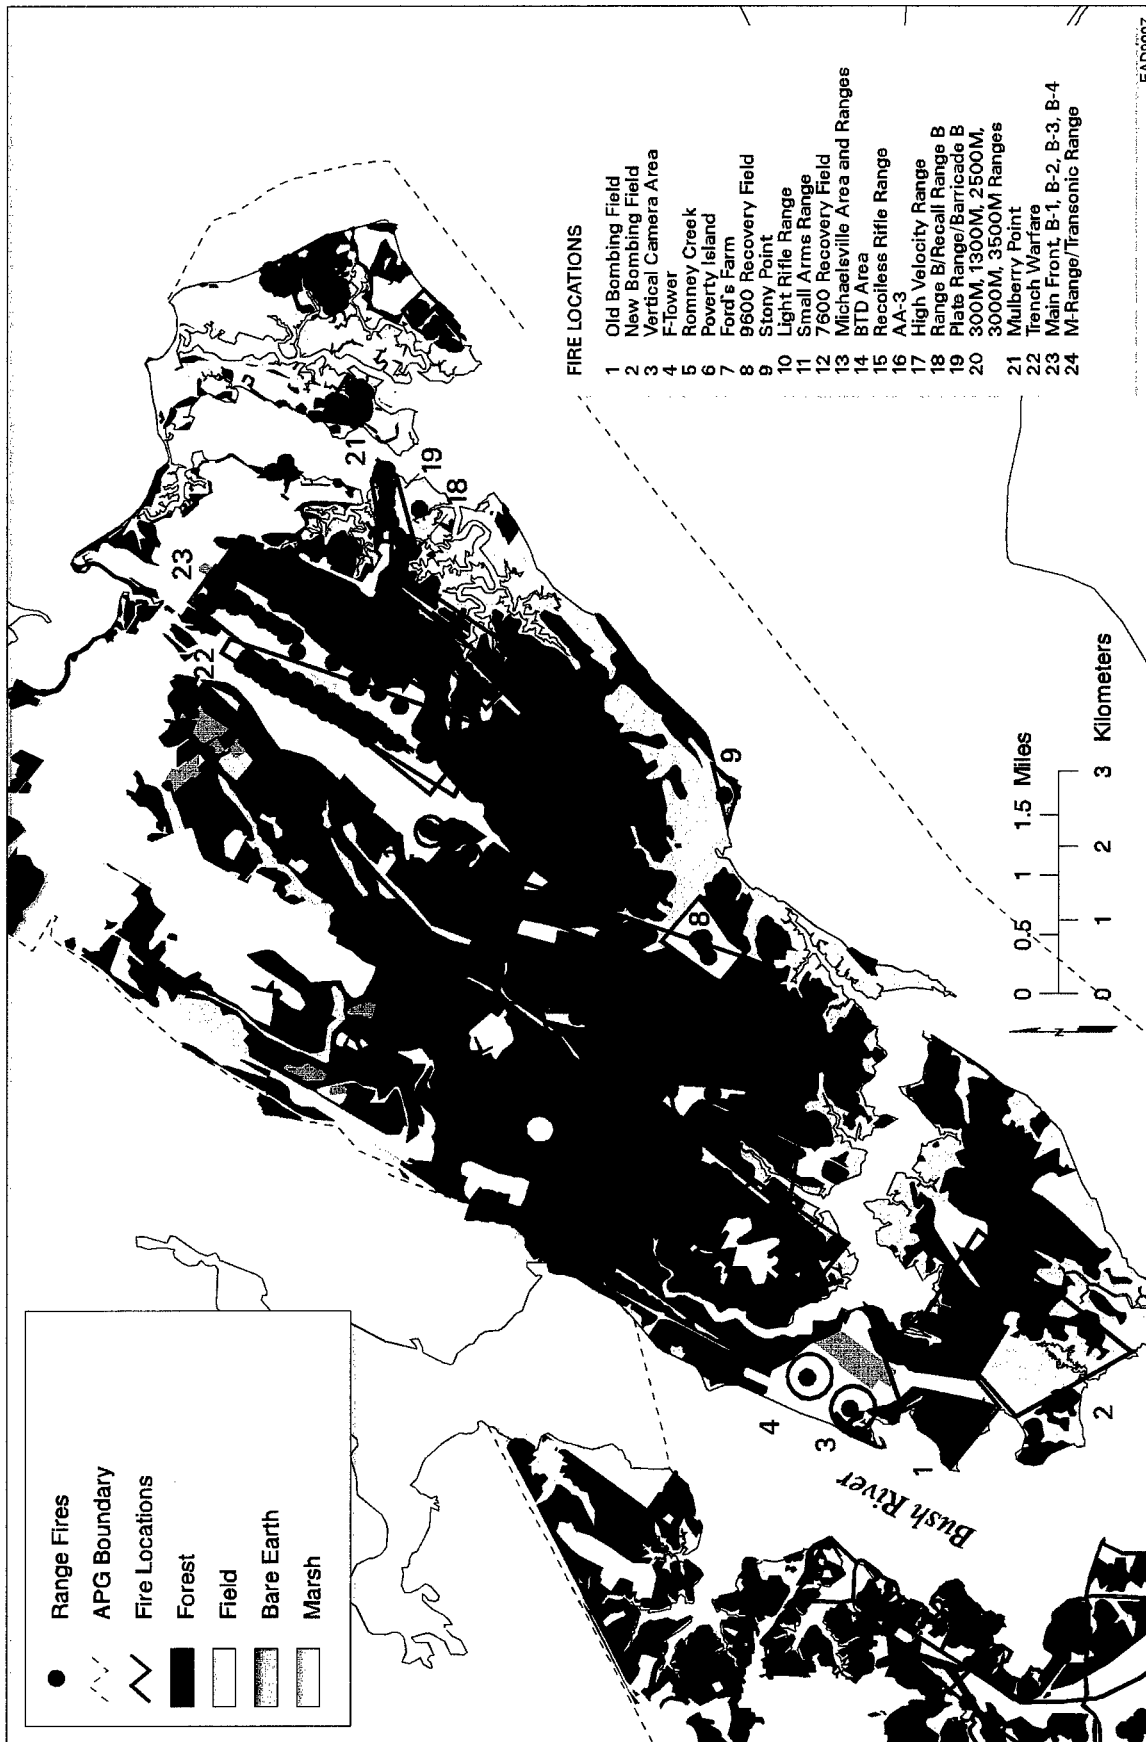 Range Fires
APG Boundary
Fire Locations
Forest
Field
Bare Earth
Marsh
23
22
21
19
18
9
8
4
3
1
2
Bush River
0 0.5 1 1.5 Miles
0 1 2 3 Kilometers
N
FIRE LOCATIONS
1 Old Bombing Field
2 New Bombing Field
3 Vertical Camera Area
4 F-Tower
5 Romney Creek
6 Poverty Island
7 Ford's Farm
8 9600 Recovery Field
9 Stony Point
10 Light Rifle Range
11 Small Arms Range
12 7600 Recovery Field
13 Michaelsville Area and Ranges
14 BTD Area
15 Recoiless Rifle Range
16 AA-3
17 High Velocity Range
18 Range B/Recall Range B
19 Plate Range/Barricade B
20 300M, 1300M, 2500M,
3000M, 3500M Ranges
21 Mulberry Point
22 Trench Warfare
23 Main Front, B-1, B-2, B-3, B-4
24 M-Range/Transonic Range